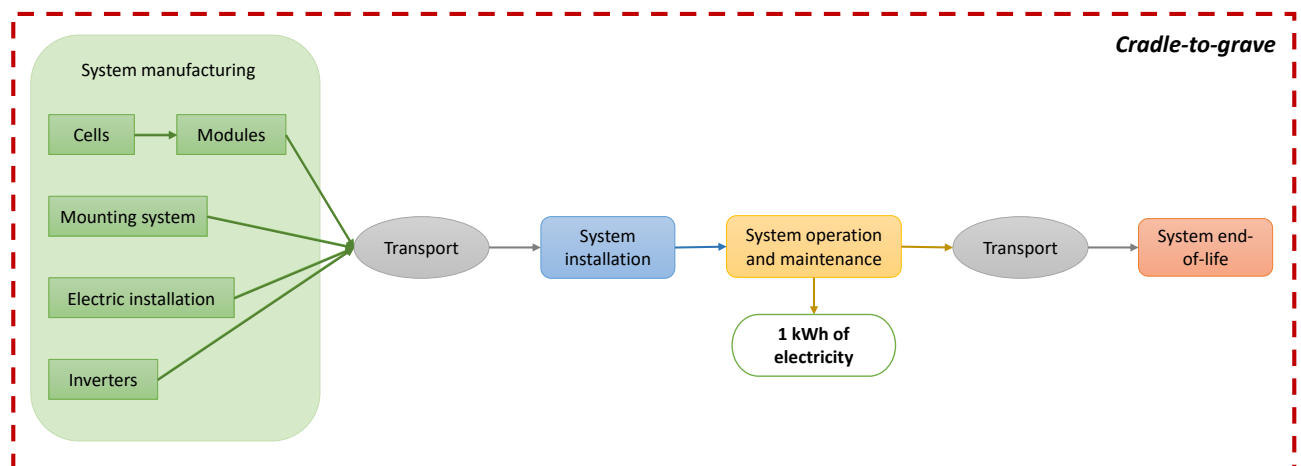 Cradle-to-grave
System manufacturing
Cells
Modules
Mounting system
Electric installation
Inverters
Transport
System
installation
System operation
and maintenance
1 kWh of
electricity
Transport
System end-
of-life